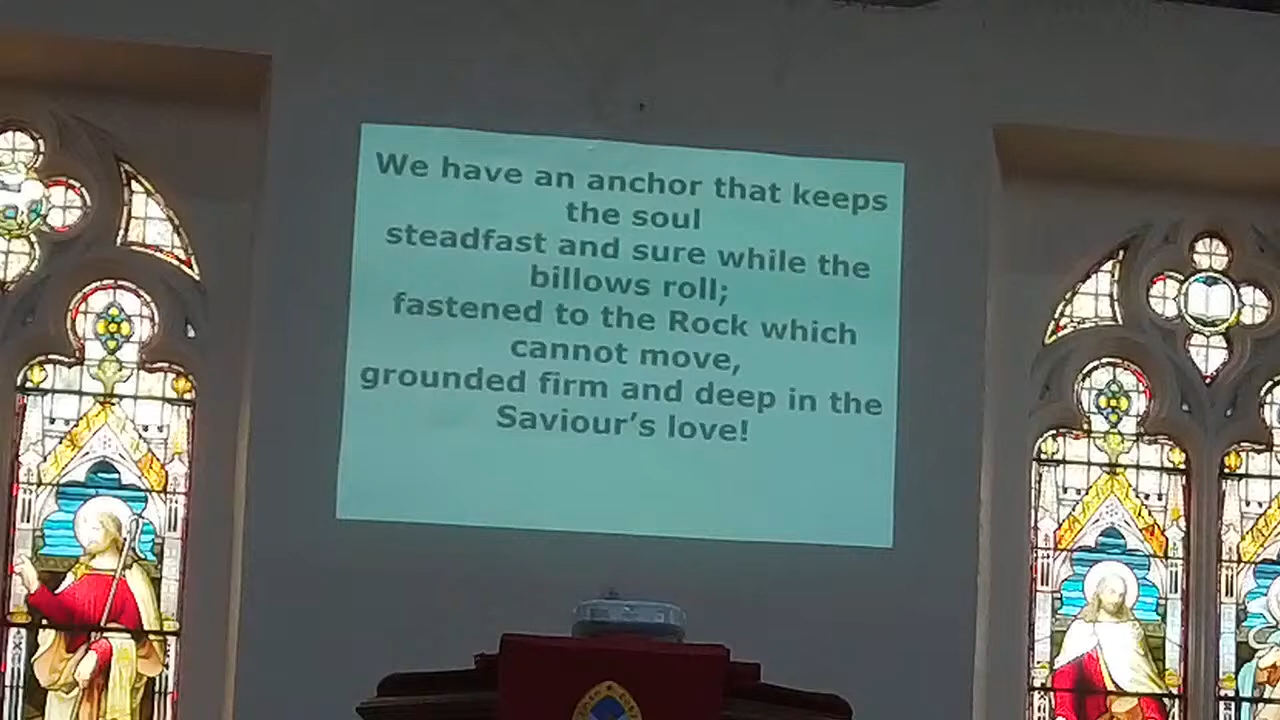 We have an anchor that keeps
the soul
steadfast and sure while the
billows roll;
fastened to the Rock which
cannot move,
grounded firm and deep in the
Saviour's love!